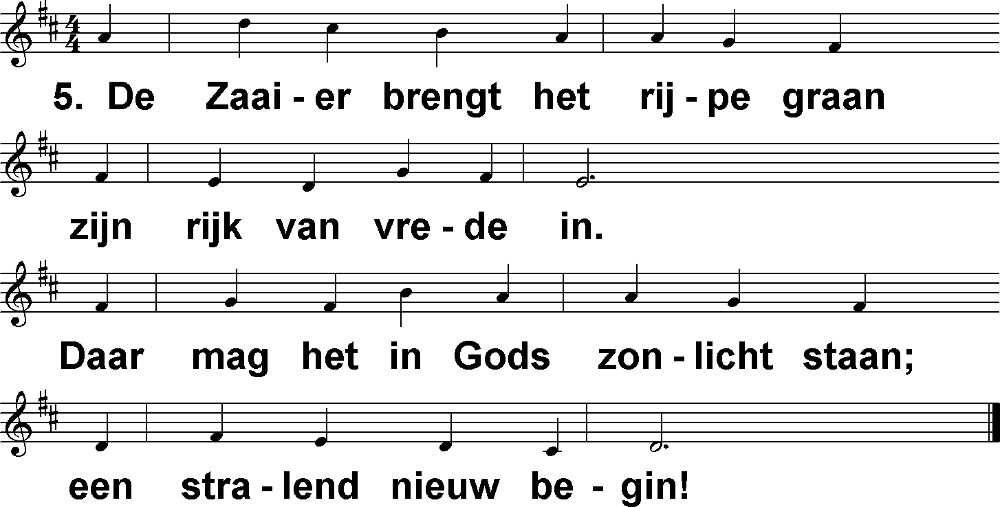 5. De Zaai - er brengt het rij - pe graan
zijn rijk van vre - de in.
Daar mag het in Gods zon - licht staan;
een stra - lend nieuw be - gin!